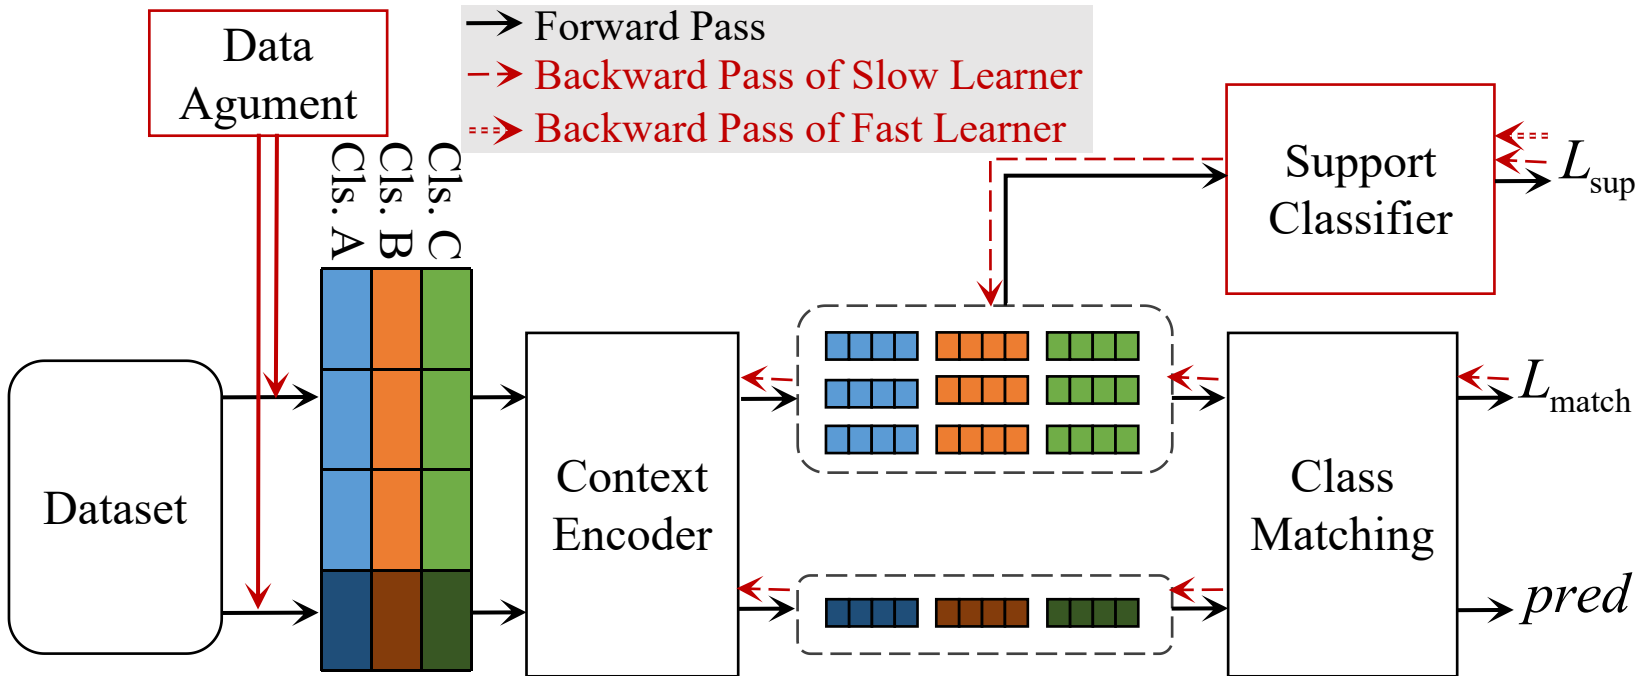 Data
Agument
Forward Pass
Backward Pass of Slow Learner
Backward Pass of Fast Learner
Cls. A
Cls. B
Cls. C
Support
Classifier
L_sup
Dataset
Context
Encoder
Class
Matching
L_match
pred